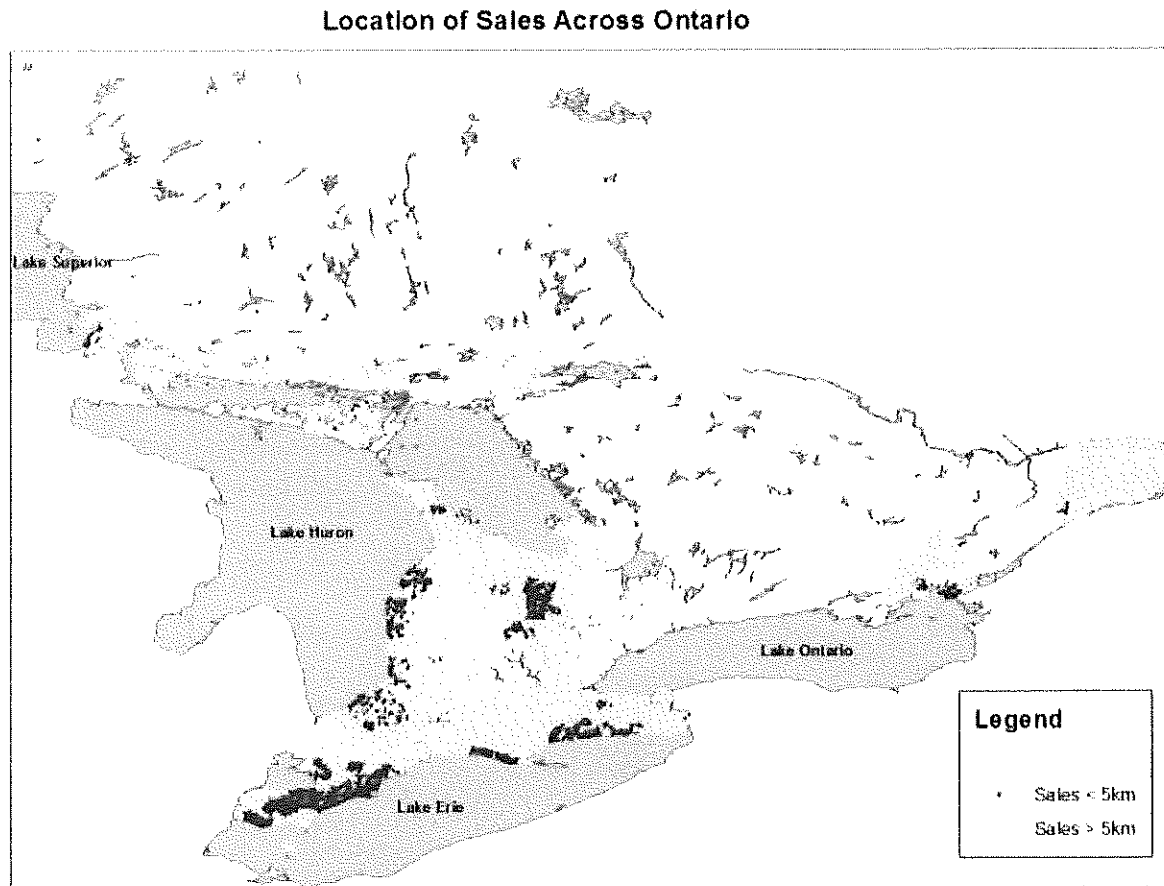 Location of Sales Across Ontario
Lake Superior
Lake Huron
Lake Ontario
Lake Erie
Legend
Sales < 5km
Sales > 5km